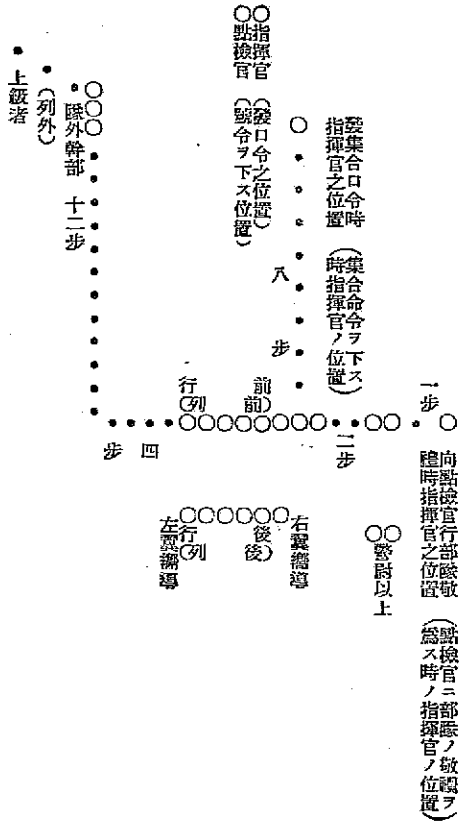 一步
向點檢官行部隊敬
禮時指揮官之位置
(點檢官ニ部隊ノ敬禮ヲ
爲ス時ノ指揮官ノ位置)
警尉以上
二步
發集合口令時
指揮官之位置
(集合命令ヲ下ス
時指揮官ノ位置)
八步
指揮官
(發口令之位置)
點檢官
(號令ヲ下ス位置)
前行
(前列)
右翼嚮導
後行
(後列)
左翼嚮導
四步
隊外幹部 十二步
(列外)
上級者